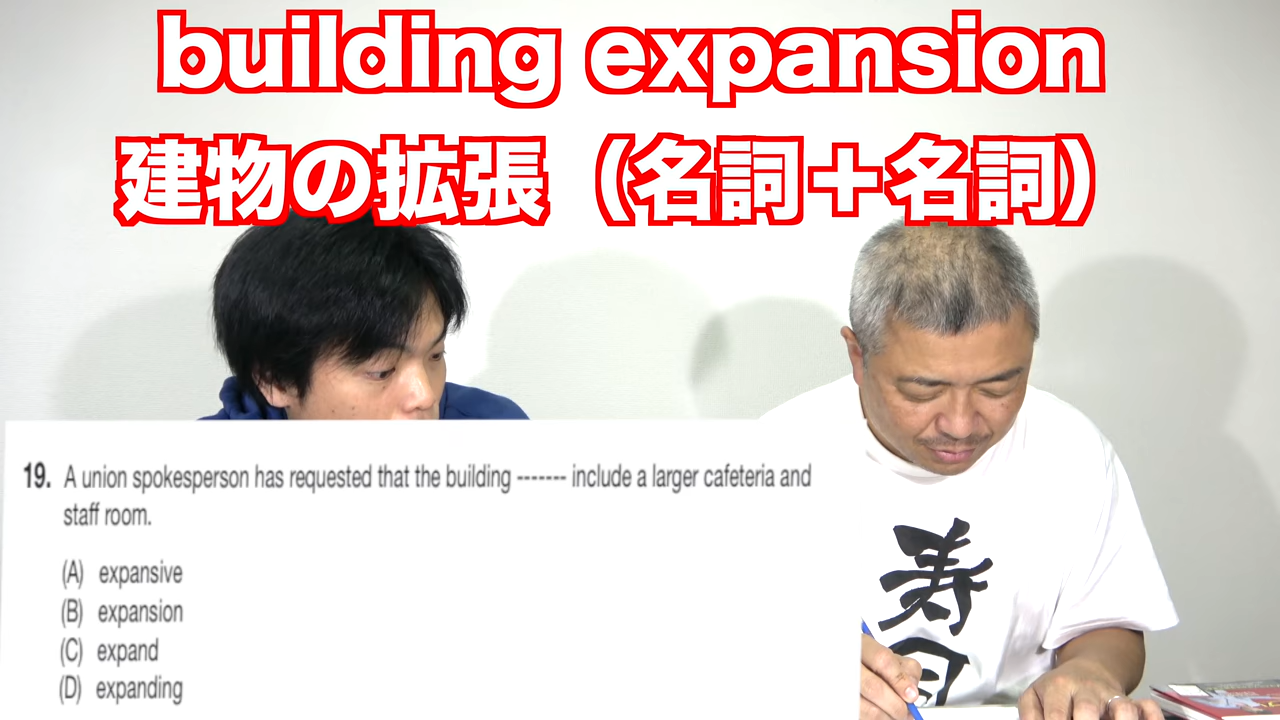 building expansion
建物の拡張（名詞＋名詞）
19. A union spokesperson has requested that the building ------- include a larger cafeteria and
staff room.
(A) expansive
(B) expansion
(C) expand
(D) expanding
寿